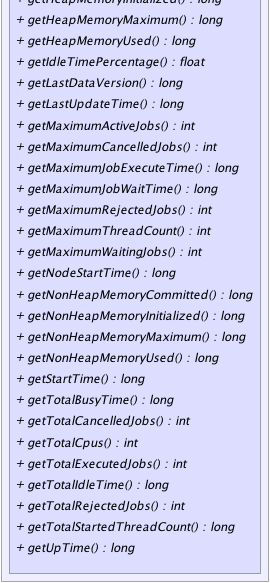 + getHeapMemoryInitialized() : long
+ getHeapMemoryMaximum() : long
+ getHeapMemoryUsed() : long
+ getIdleTimePercentage() : float
+ getLastDataVersion() : long
+ getLastUpdateTime() : long
+ getMaximumActiveJobs() : int
+ getMaximumCancelledJobs() : int
+ getMaximumJobExecuteTime() : long
+ getMaximumJobWaitTime() : long
+ getMaximumRejectedJobs() : int
+ getMaximumThreadCount() : int
+ getMaximumWaitingJobs() : int
+ getNodeStartTime() : long
+ getNonHeapMemoryCommitted() : long
+ getNonHeapMemoryInitialized() : long
+ getNonHeapMemoryMaximum() : long
+ getNonHeapMemoryUsed() : long
+ getStartTime() : long
+ getTotalBusyTime() : long
+ getTotalCancelledJobs() : int
+ getTotalCpus() : int
+ getTotalExecutedJobs() : int
+ getTotalIdleTime() : long
+ getTotalRejectedJobs() : int
+ getTotalStartedThreadCount() : long
+ getUpTime() : long